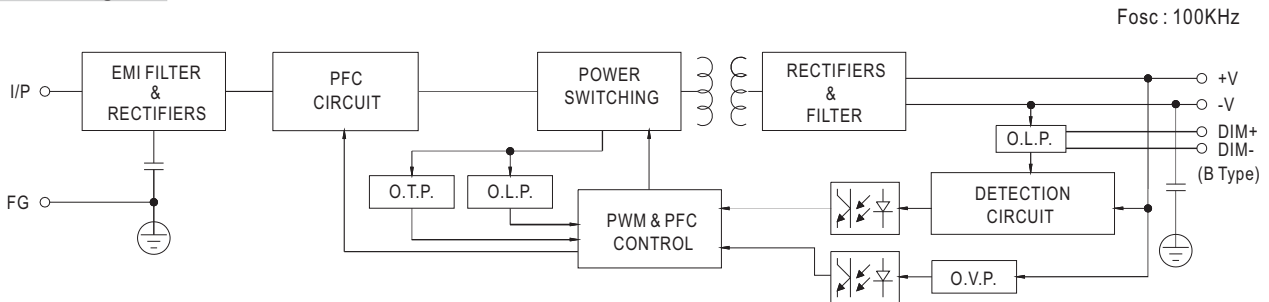 Fosc : 100KHz
I/P
EMI FILTER
&
RECTIFIERS
PFC
CIRCUIT
POWER
SWITCHING
RECTIFIERS
&
FILTER
+V
-V
DIM+
DIM-
(B Type)
O.L.P.
O.T.P.
O.L.P.
FG
PWM & PFC
CONTROL
DETECTION
CIRCUIT
O.V.P.